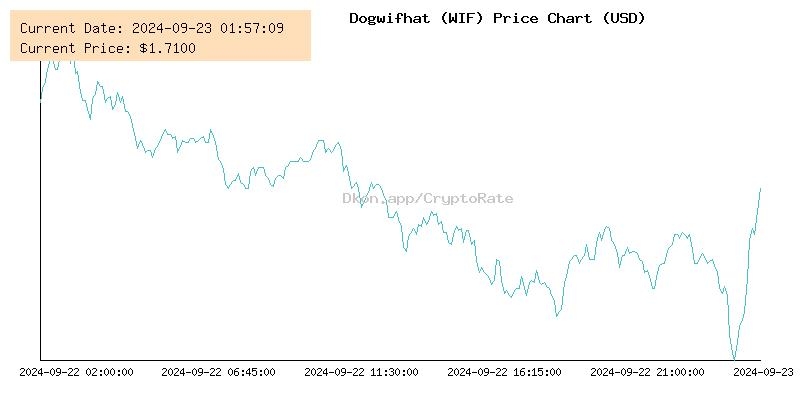 Dogwifhat (WIF) Price Chart (USD)
Current Date: 2024-09-23 01:57:09
Current Price: $1.7100
Dkon.app/CryptoRate
2024-09-22 02:00:00
2024-09-22 06:45:00
2024-09-22 11:30:00
2024-09-22 16:15:00
2024-09-22 21:00:00
2024-09-23